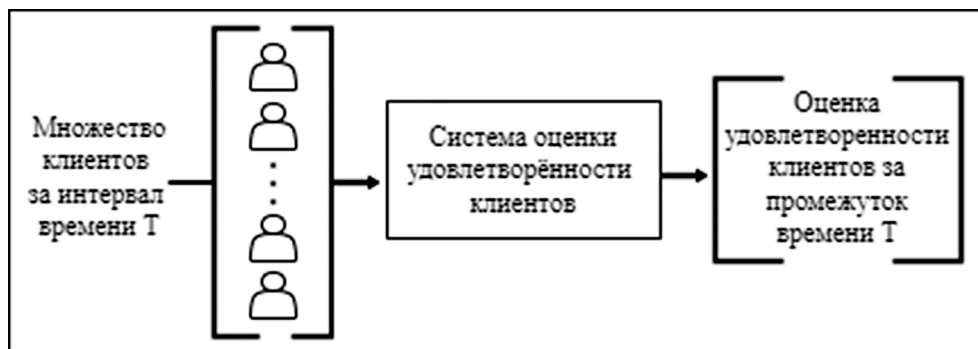 Множество
клиентов
за интервал
времени Т
Система оценки
удовлетворённости
клиентов
Оценка
удовлетворенности
клиентов за
промежуток
времени Т